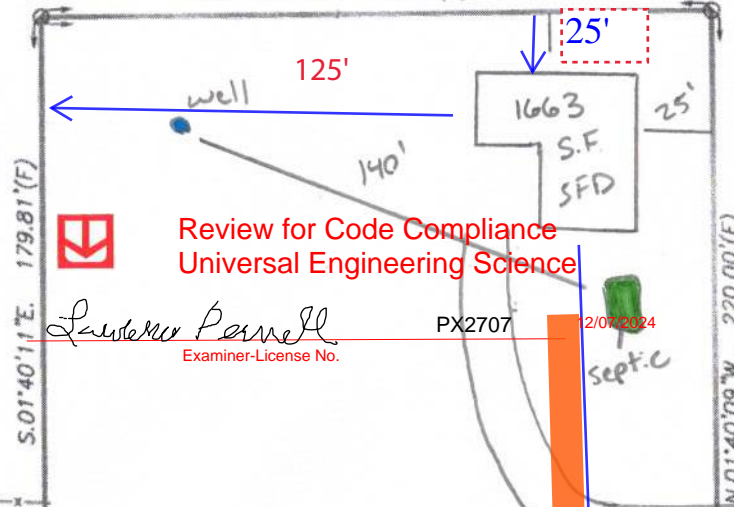 25'
125'
well
1663
S.F.
SFD
25'
140'
S.01°40'11"E. 179.81'(F)
Review for Code Compliance
Universal Engineering Science
PX2707
12/07/2024
Examiner-License No.
septic
N.01°40'09"W 220.00'(F)